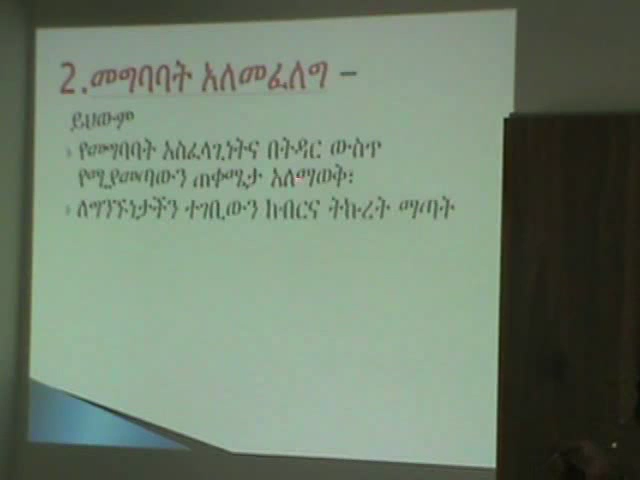 2.መግባባት አለመፈለግ –
ይህውም
የመግባባት አስፈላጊነትና በትዳር ውስጥ
የሚያመጣውን ጠቀሜታ አለማወቅ፡
ለግንኙነታችን ተገቢውን ክብርና ትኩረት ማጣት